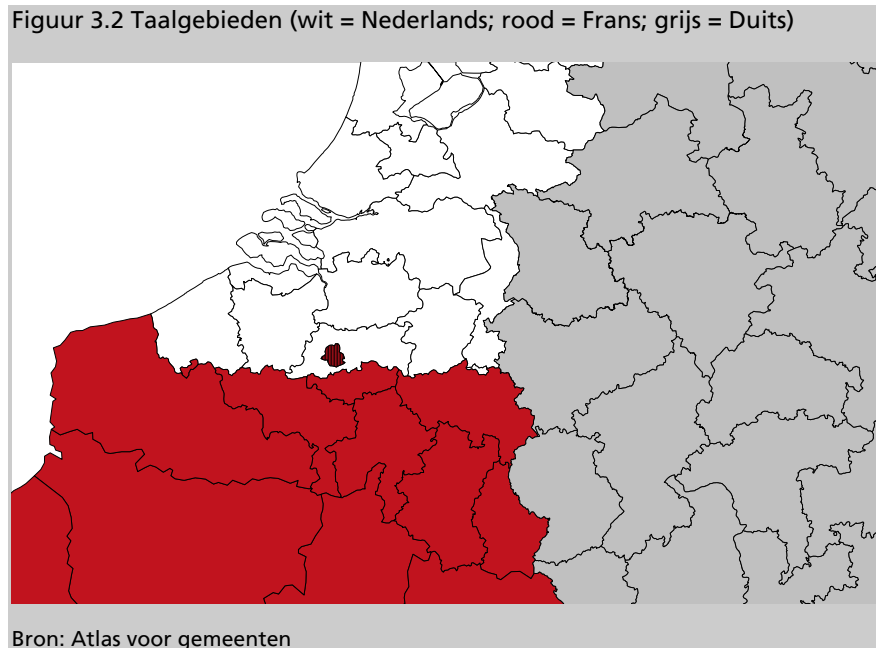 Figuur 3.2 Taalgebieden (wit = Nederlands; rood = Frans; grijs = Duits)
Bron: Atlas voor gemeenten